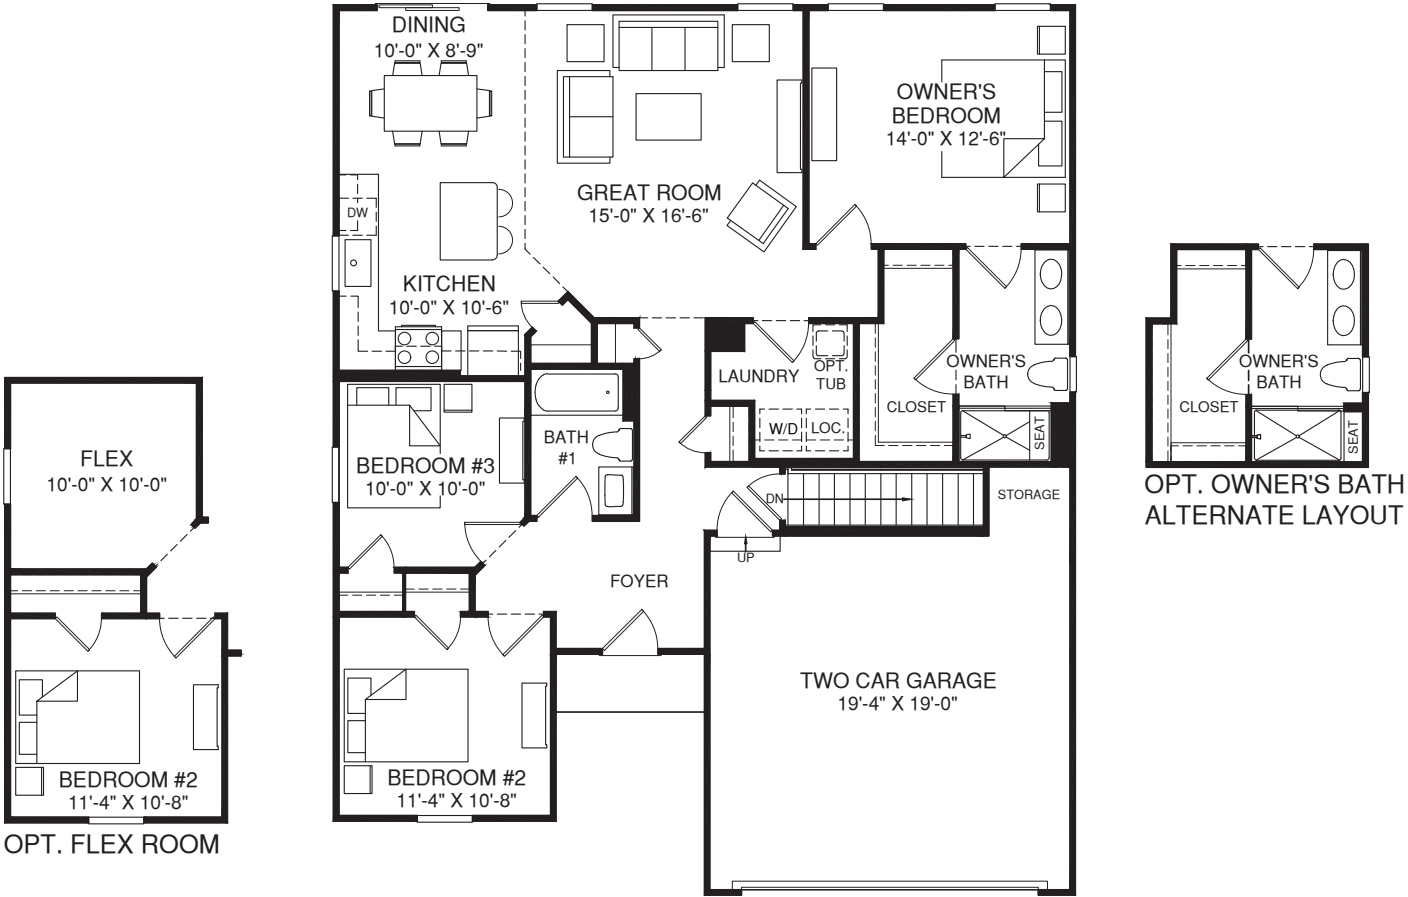 DINING
10'-0" X 8'-9"
OWNER'S
BEDROOM
14'-0" X 12'-6"
GREAT ROOM
15'-0" X 16'-6"
DW
KITCHEN
10'-0" X 10'-6"
LAUNDRY
OPT.
TUB
W/D
LOC.
CLOSET
OWNER'S
BATH
SEAT
BATH
#1
BEDROOM #3
10'-0" X 10'-0"
DN
UP
STORAGE
FOYER
TWO CAR GARAGE
19'-4" X 19'-0"
BEDROOM #2
11'-4" X 10'-8"
FLEX
10'-0" X 10'-0"
BEDROOM #2
11'-4" X 10'-8"
OPT. FLEX ROOM
OWNER'S
BATH
CLOSET
SEAT
OPT. OWNER'S BATH
ALTERNATE LAYOUT